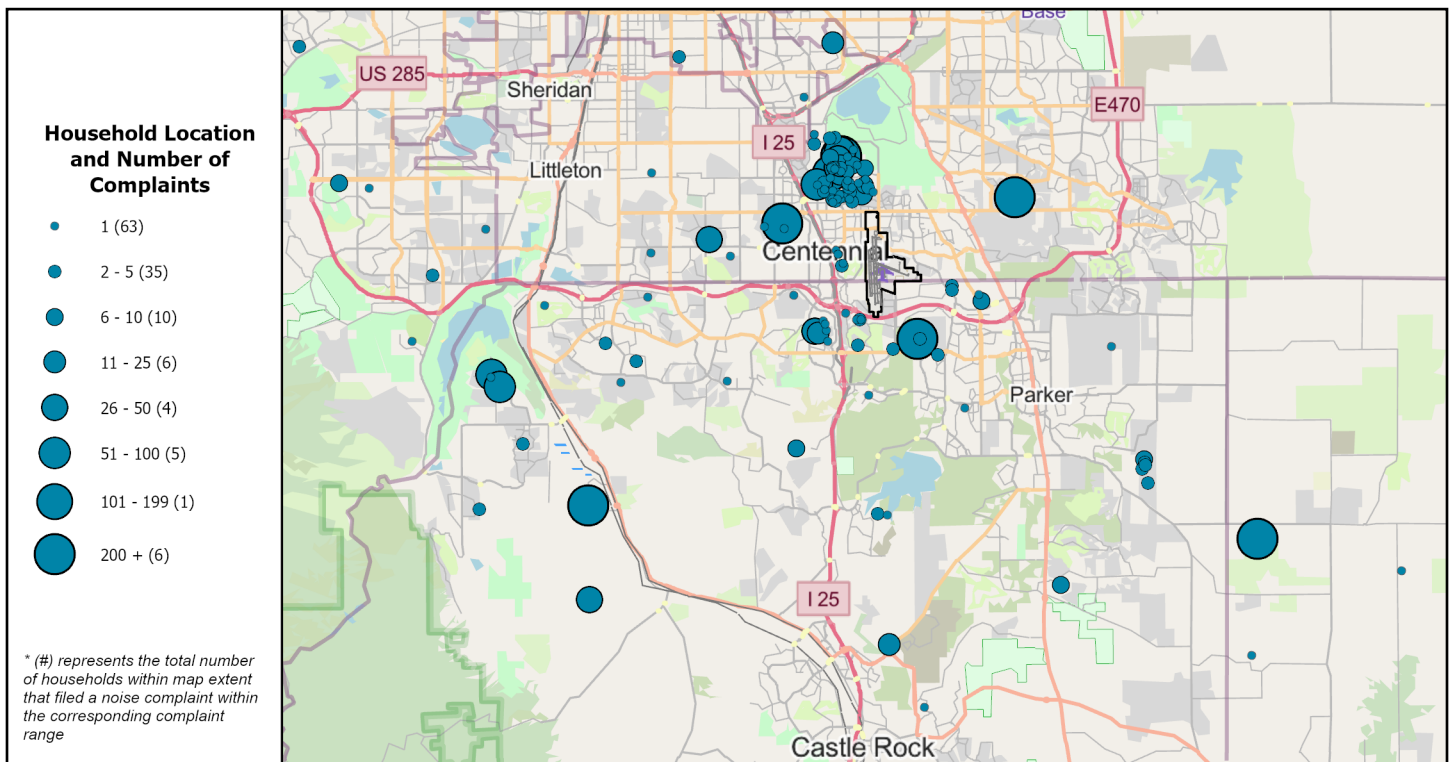 Household Location
and Number of
Complaints
1 (63)
2 - 5 (35)
6 - 10 (10)
11 - 25 (6)
26 - 50 (4)
51 - 100 (5)
101 - 199 (1)
200 + (6)
* (#) represents the total number
of households within map extent
that filed a noise complaint within
the corresponding complaint
range
Base
US 285
Sheridan
E470
I 25
Littleton
Centennial
Parker
I 25
Castle Rock